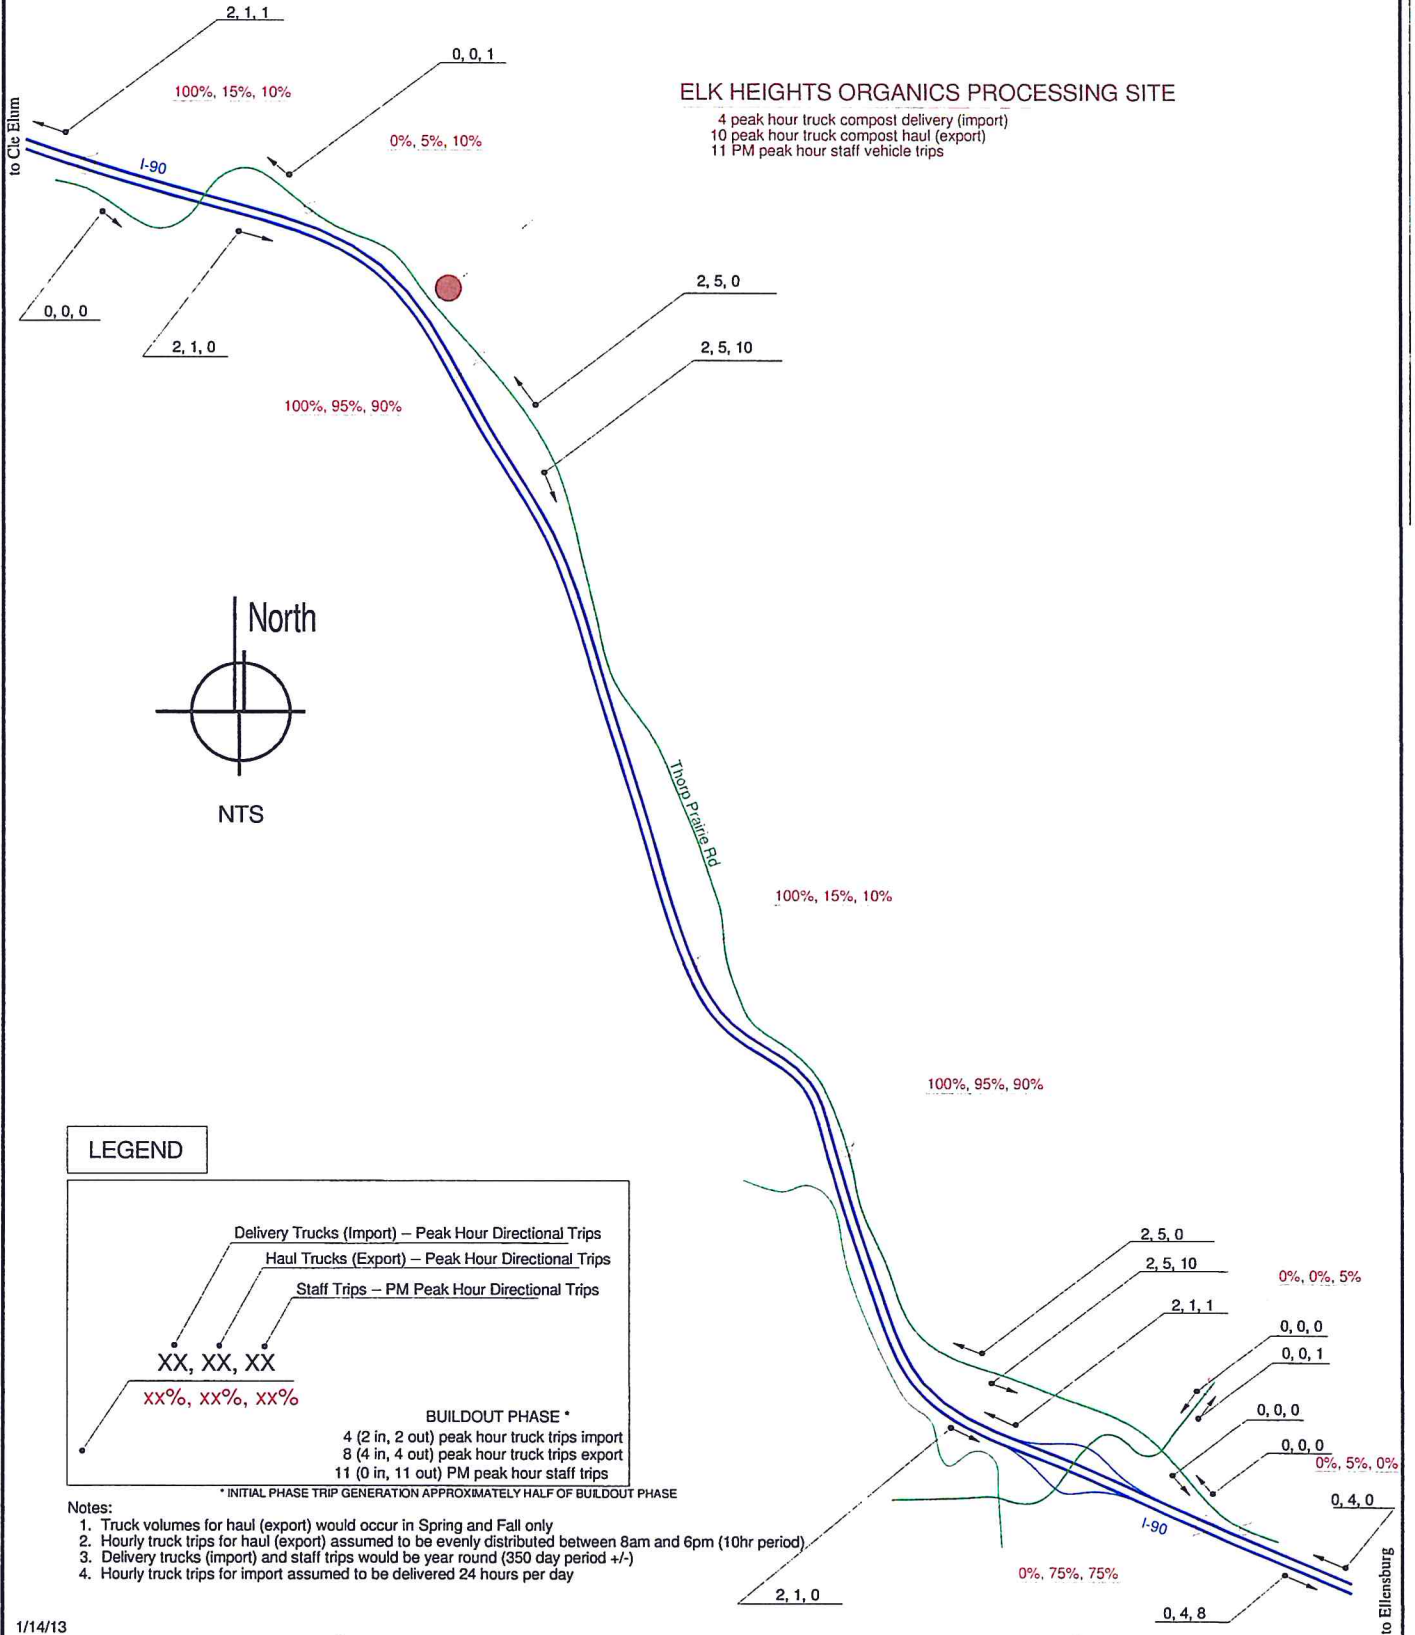 2, 1, 1
0, 0, 1
100%, 15%, 10%
ELK HEIGHTS ORGANICS PROCESSING SITE
4 peak hour truck compost delivery (import)
10 peak hour truck compost haul (export)
11 PM peak hour staff vehicle trips
0%, 5%, 10%
to Cle Elum
I-90
2, 5, 0
0, 0, 0
2, 1, 0
2, 5, 10
100%, 95%, 90%
North
NTS
Thorp Prairie Rd
100%, 15%, 10%
100%, 95%, 90%
LEGEND
Delivery Trucks (Import) – Peak Hour Directional Trips
Haul Trucks (Export) – Peak Hour Directional Trips
Staff Trips – PM Peak Hour Directional Trips
XX, XX, XX
xx%, xx%, xx%
BUILDOUT PHASE *
4 (2 in, 2 out) peak hour truck trips import
8 (4 in, 4 out) peak hour truck trips export
11 (0 in, 11 out) PM peak hour staff trips
* INITIAL PHASE TRIP GENERATION APPROXIMATELY HALF OF BUILDOUT PHASE
Notes:
1. Truck volumes for haul (export) would occur in Spring and Fall only
2. Hourly truck trips for haul (export) assumed to be evenly distributed between 8am and 6pm (10hr period)
3. Delivery trucks (import) and staff trips would be year round (350 day period +/-)
4. Hourly truck trips for import assumed to be delivered 24 hours per day
2, 5, 0
2, 5, 10
0%, 0%, 5%
2, 1, 1
0, 0, 0
0, 0, 1
0, 0, 0
0, 0, 0
0%, 5%, 0%
0, 4, 0
I-90
0%, 75%, 75%
2, 1, 0
0, 4, 8
to Ellensburg
1/14/13